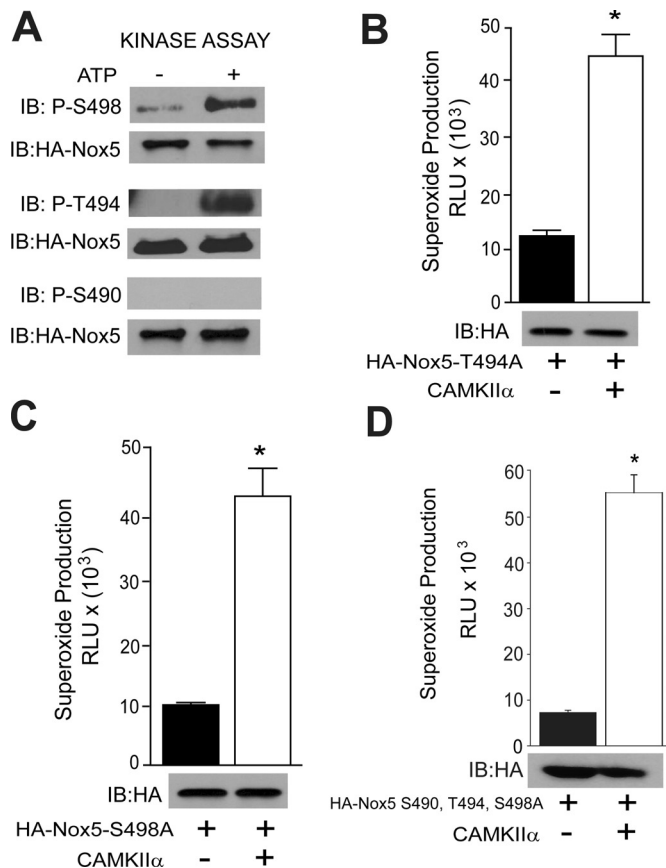 A
KINASE ASSAY
ATP - +
IB: P-S498
IB:HA-Nox5
IB: P-T494
IB:HA-Nox5
IB: P-S490
IB:HA-Nox5
B
Superoxide Production
RLU x (10³)
50
40
30
20
10
0
*
IB:HA
HA-Nox5-T494A + +
CAMKIIα - +
C
Superoxide Production
RLU x (10³)
50
40
30
20
10
0
*
IB:HA
HA-Nox5-S498A + +
CAMKIIα - +
D
Superoxide Production
RLU x 10³
60
50
40
30
20
10
0
*
IB:HA
HA-Nox5 S490, T494, S498A + +
CAMKIIα - +